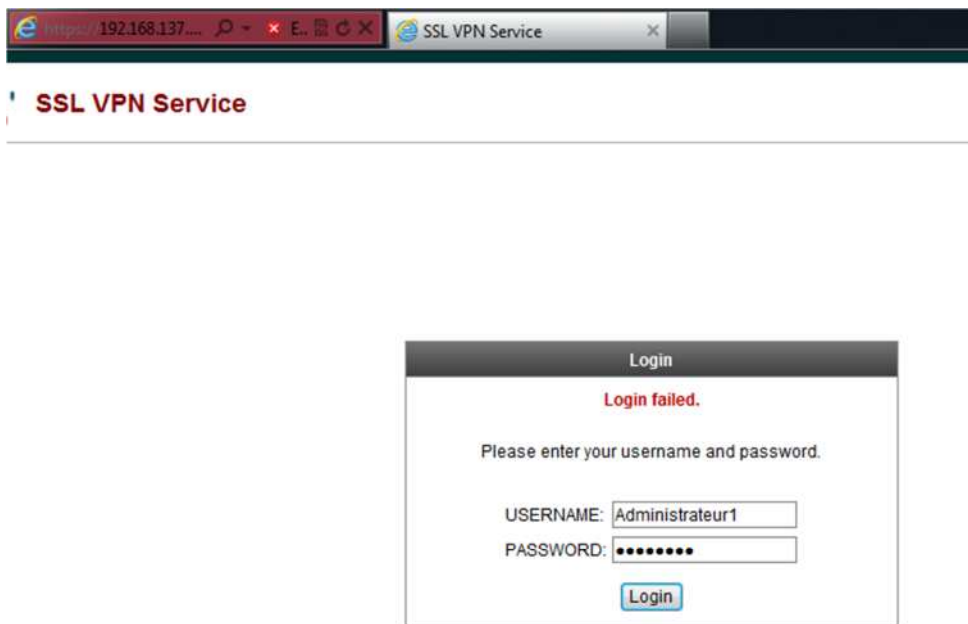 https://192.168.137.... E.. SSL VPN Service
SSL VPN Service
Login
Login failed.
Please enter your username and password.
USERNAME: Administrateur1
PASSWORD: ••••••••
Login